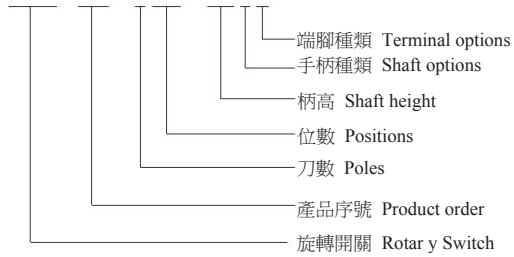 端腳種類 Terminal options
手柄種類 Shaft options
柄高 Shaft height
位數 Positions
刀數 Poles
產品序號 Product order
旋轉開關 Rotar y Switch